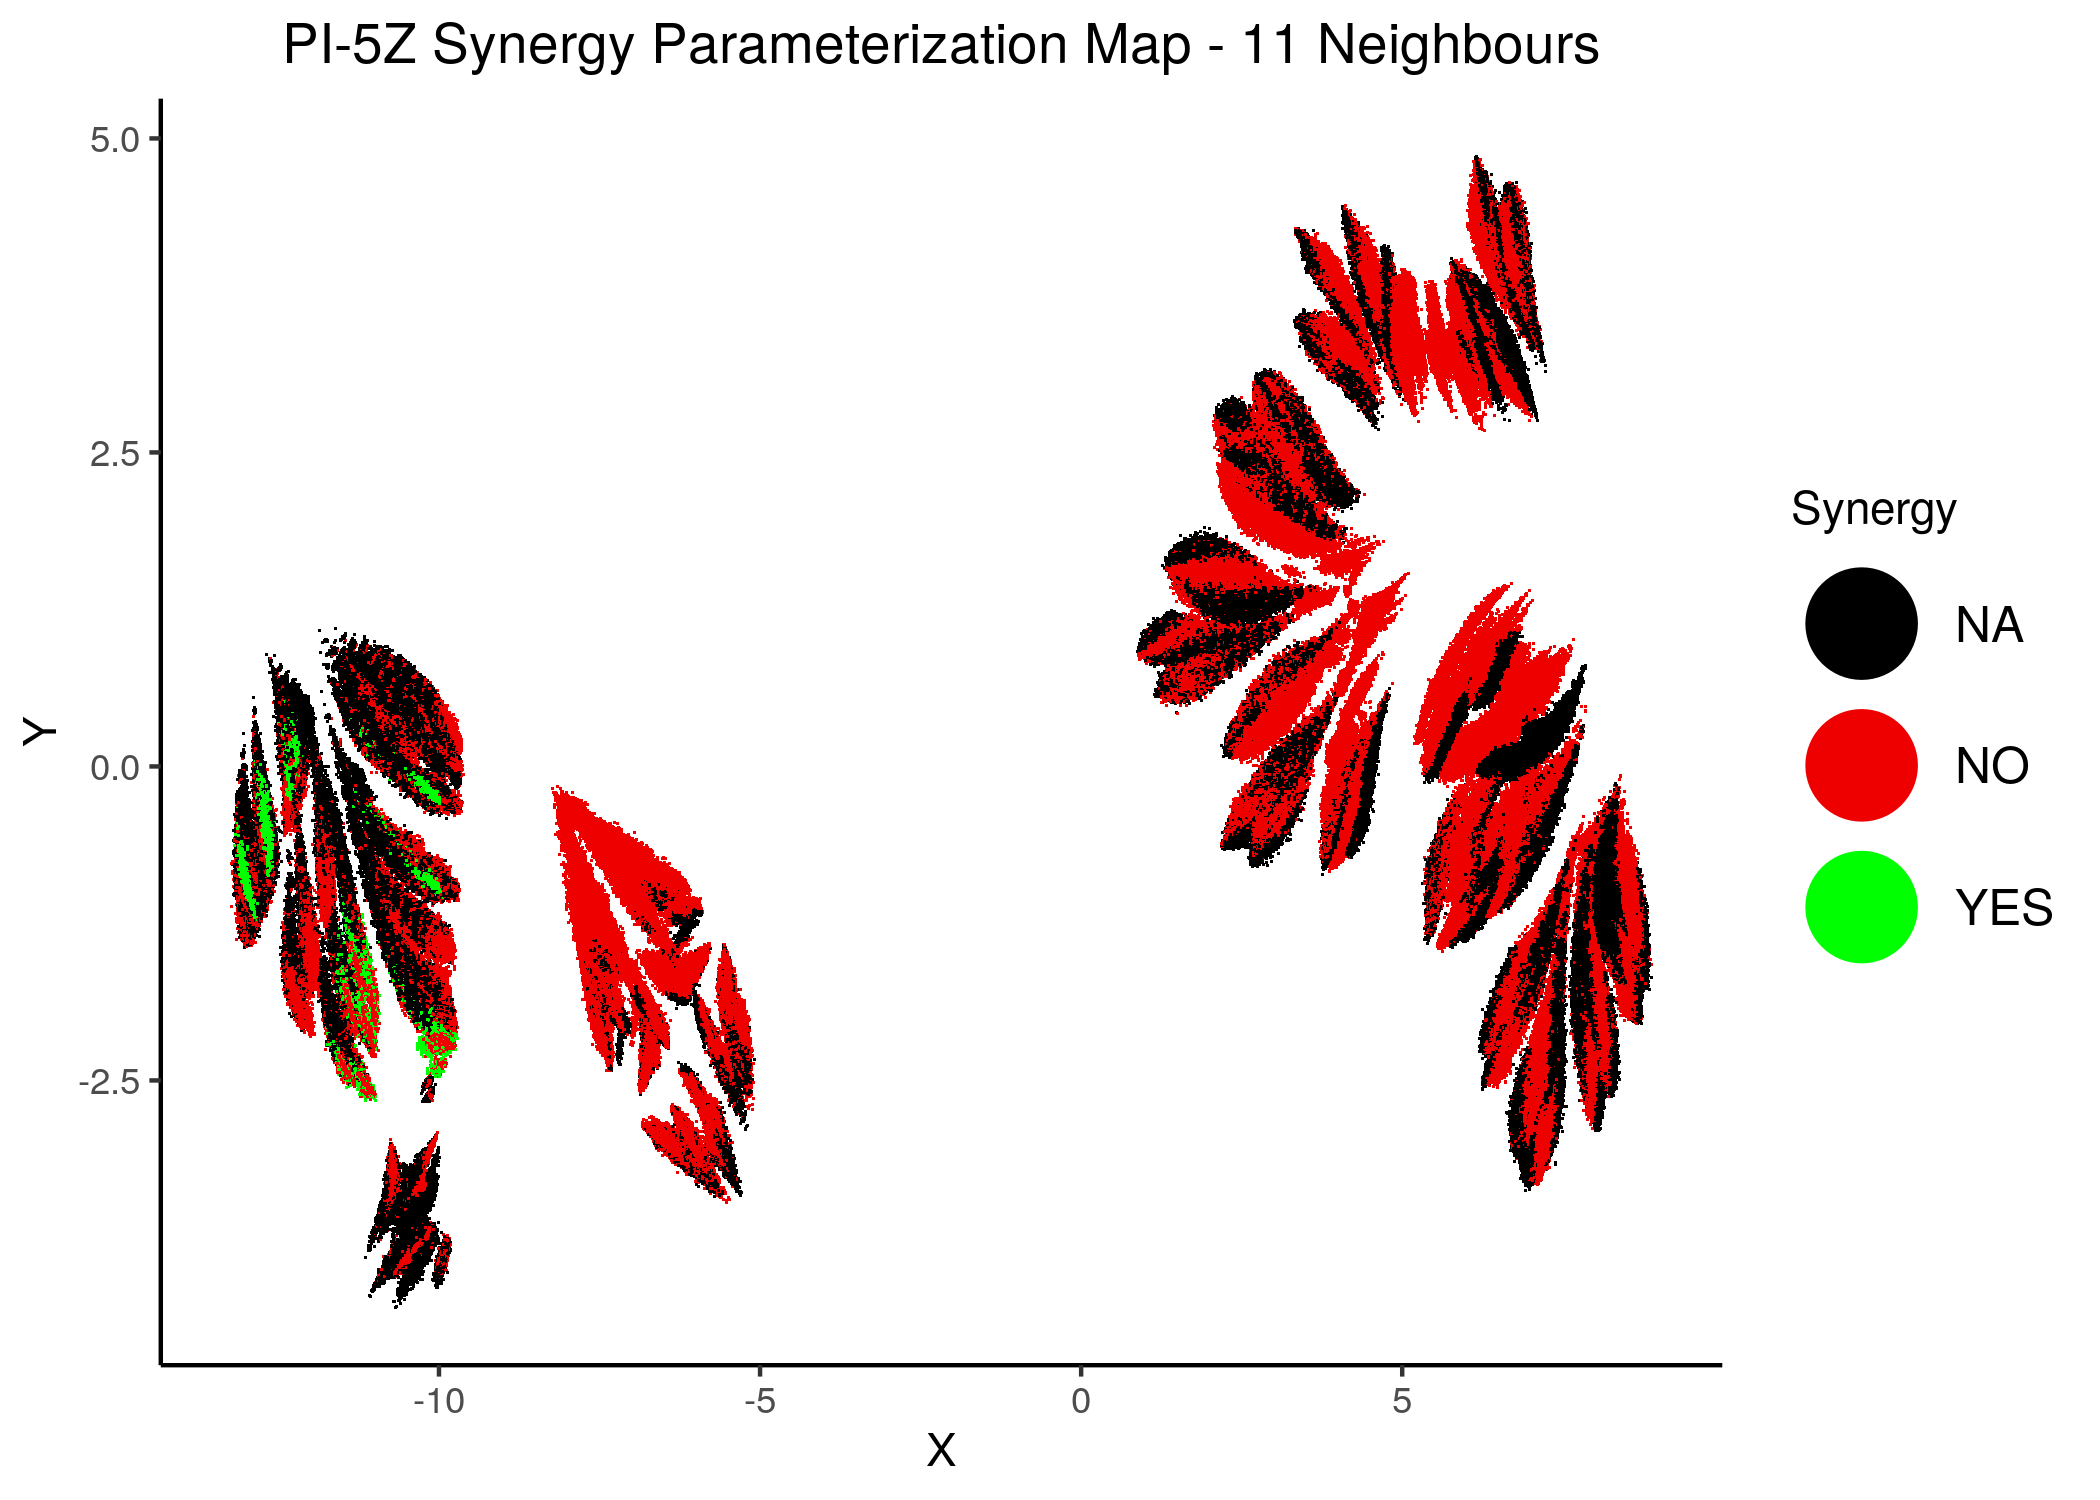 PI-5Z Synergy Parameterization Map - 11 Neighbours
5.0
2.5
0.0
-2.5
Y
-10
-5
0
5
X
Synergy
NA
NO
YES